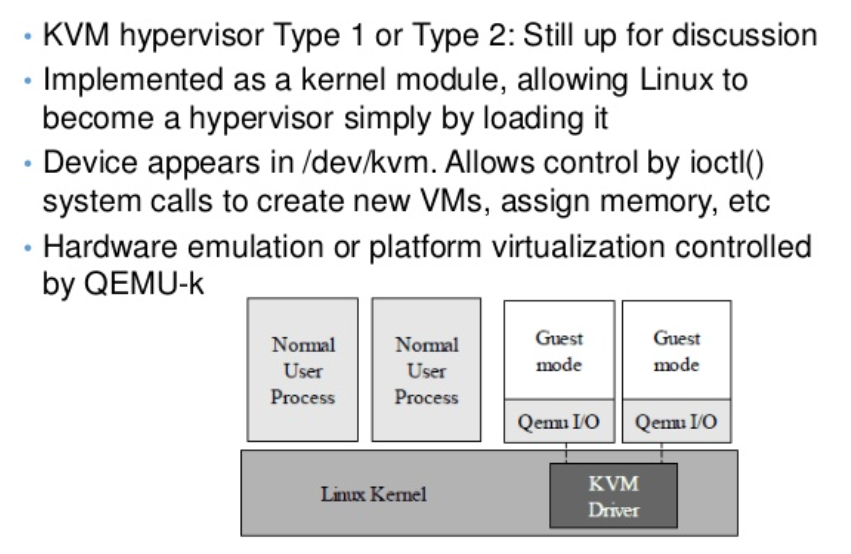 • KVM hypervisor Type 1 or Type 2: Still up for discussion
• Implemented as a kernel module, allowing Linux to
become a hypervisor simply by loading it
• Device appears in /dev/kvm. Allows control by ioctl()
system calls to create new VMs, assign memory, etc
• Hardware emulation or platform virtualization controlled
by QEMU-k
Normal
User
Process
Normal
User
Process
Guest
mode
Qemu I/O
Guest
mode
Qemu I/O
Linux Kernel
KVM
Driver